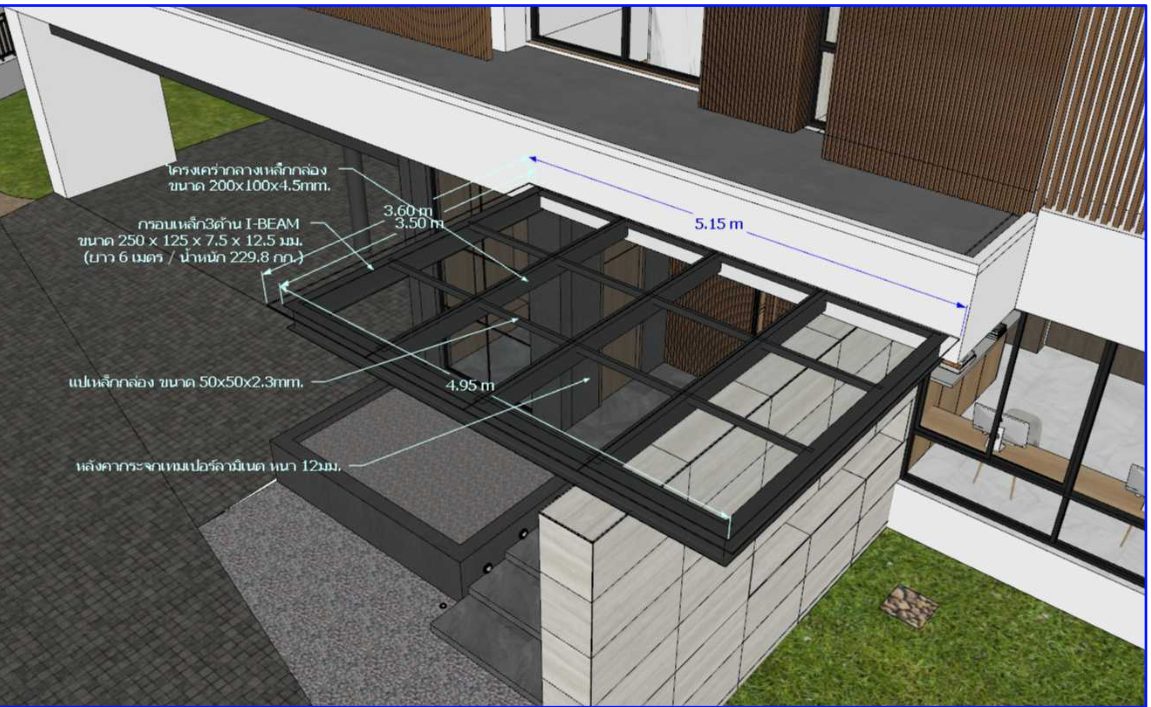 โครงเคร่ากลางเหล็กกล่อง
ขนาด 200x100x4.5mm.
3.60 m
3.50 m
5.15 m
กรอบเหล็ก3ด้าน I-BEAM
ขนาด 250 x 125 x 7.5 x 12.5 มม.
(ยาว 6 เมตร / น้ำหนัก 229.8 กก.)
แปเหล็กกล่อง ขนาด 50x50x2.3mm.
4.95 m
หลังคากระจกเทมเปอร์ลามิเนต หนา 12มม.